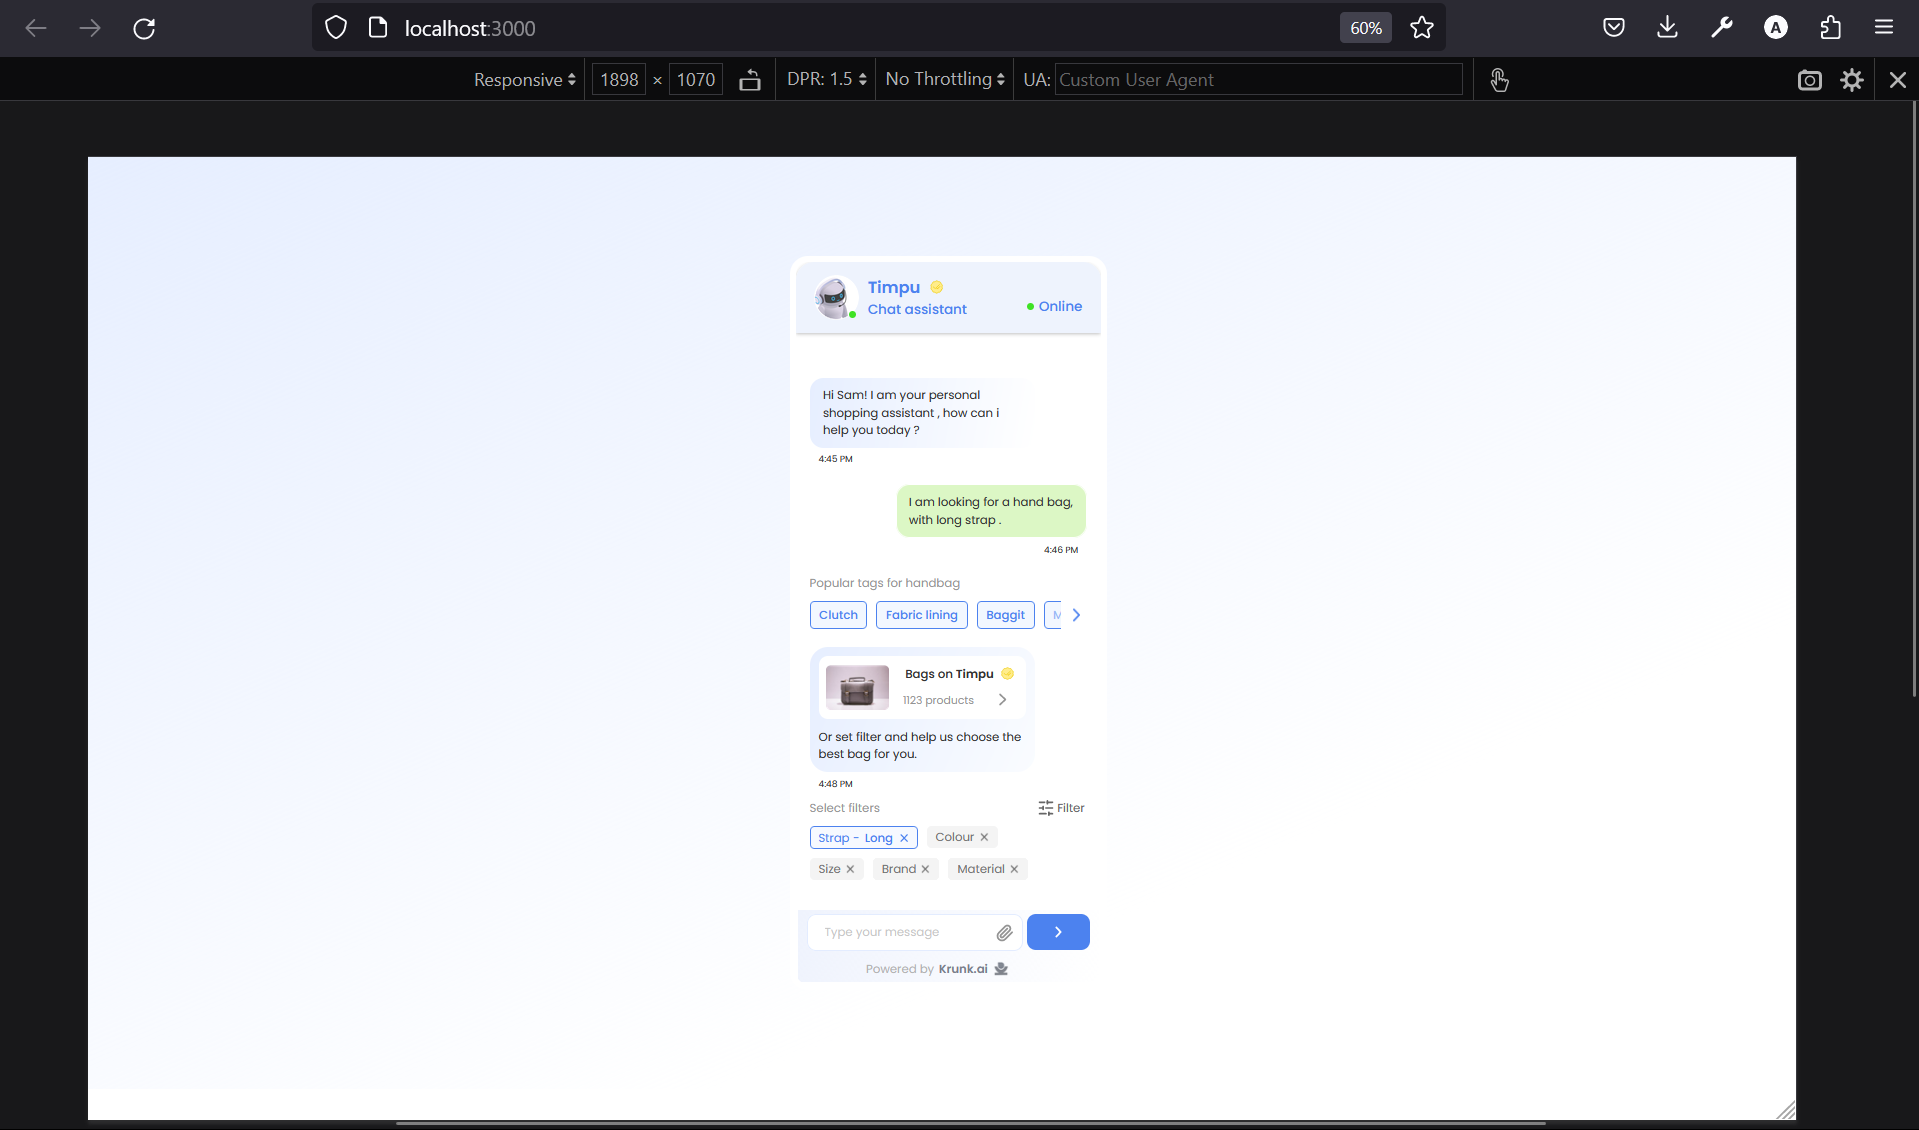 localhost:3000
60%
A
Responsive
1898 × 1070
DPR: 1.5
No Throttling
UA: Custom User Agent
Timpu
Chat assistant
Online
Hi Sam! I am your personal
shopping assistant , how can i
help you today ?
4:45 PM
I am looking for a hand bag,
with long strap .
4:46 PM
Popular tags for handbag
Clutch
Fabric lining
Baggit
M
Bags on Timpu
1123 products
Or set filter and help us choose the
best bag for you.
4:48 PM
Select filters
Filter
Strap - Long
Colour
Size
Brand
Material
Type your message
Powered by Krunk.ai